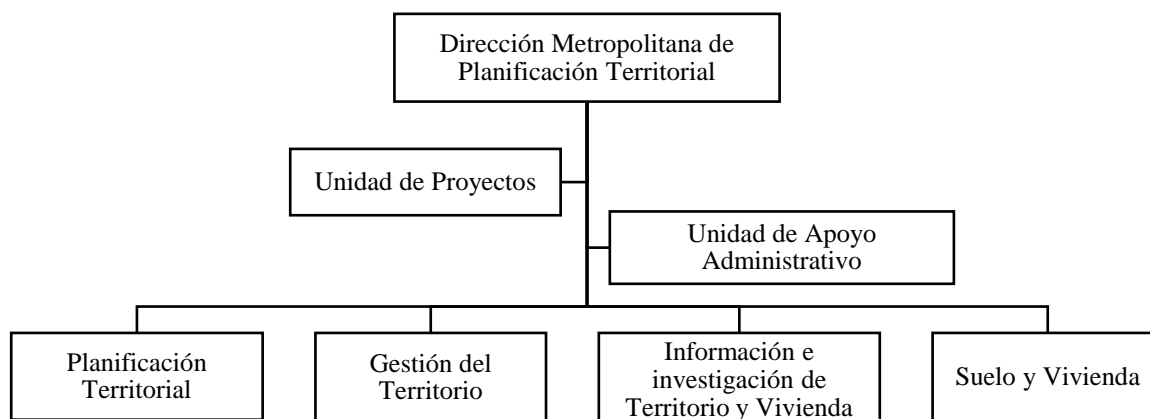 Dirección Metropolitana de
Planificación Territorial
Unidad de Proyectos
Unidad de Apoyo
Administrativo
Planificación
Territorial
Gestión del
Territorio
Información e
investigación de
Territorio y Vivienda
Suelo y Vivienda